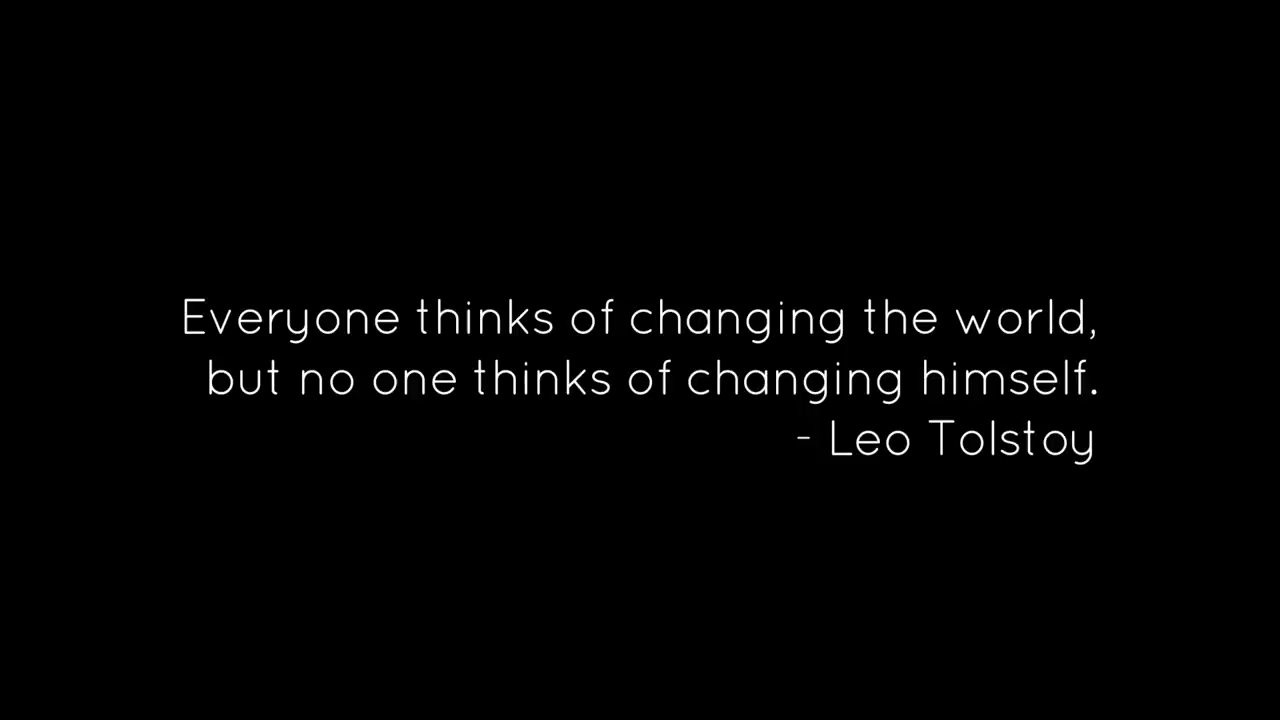 Everyone thinks of changing the world,
but no one thinks of changing himself.
- Leo Tolstoy